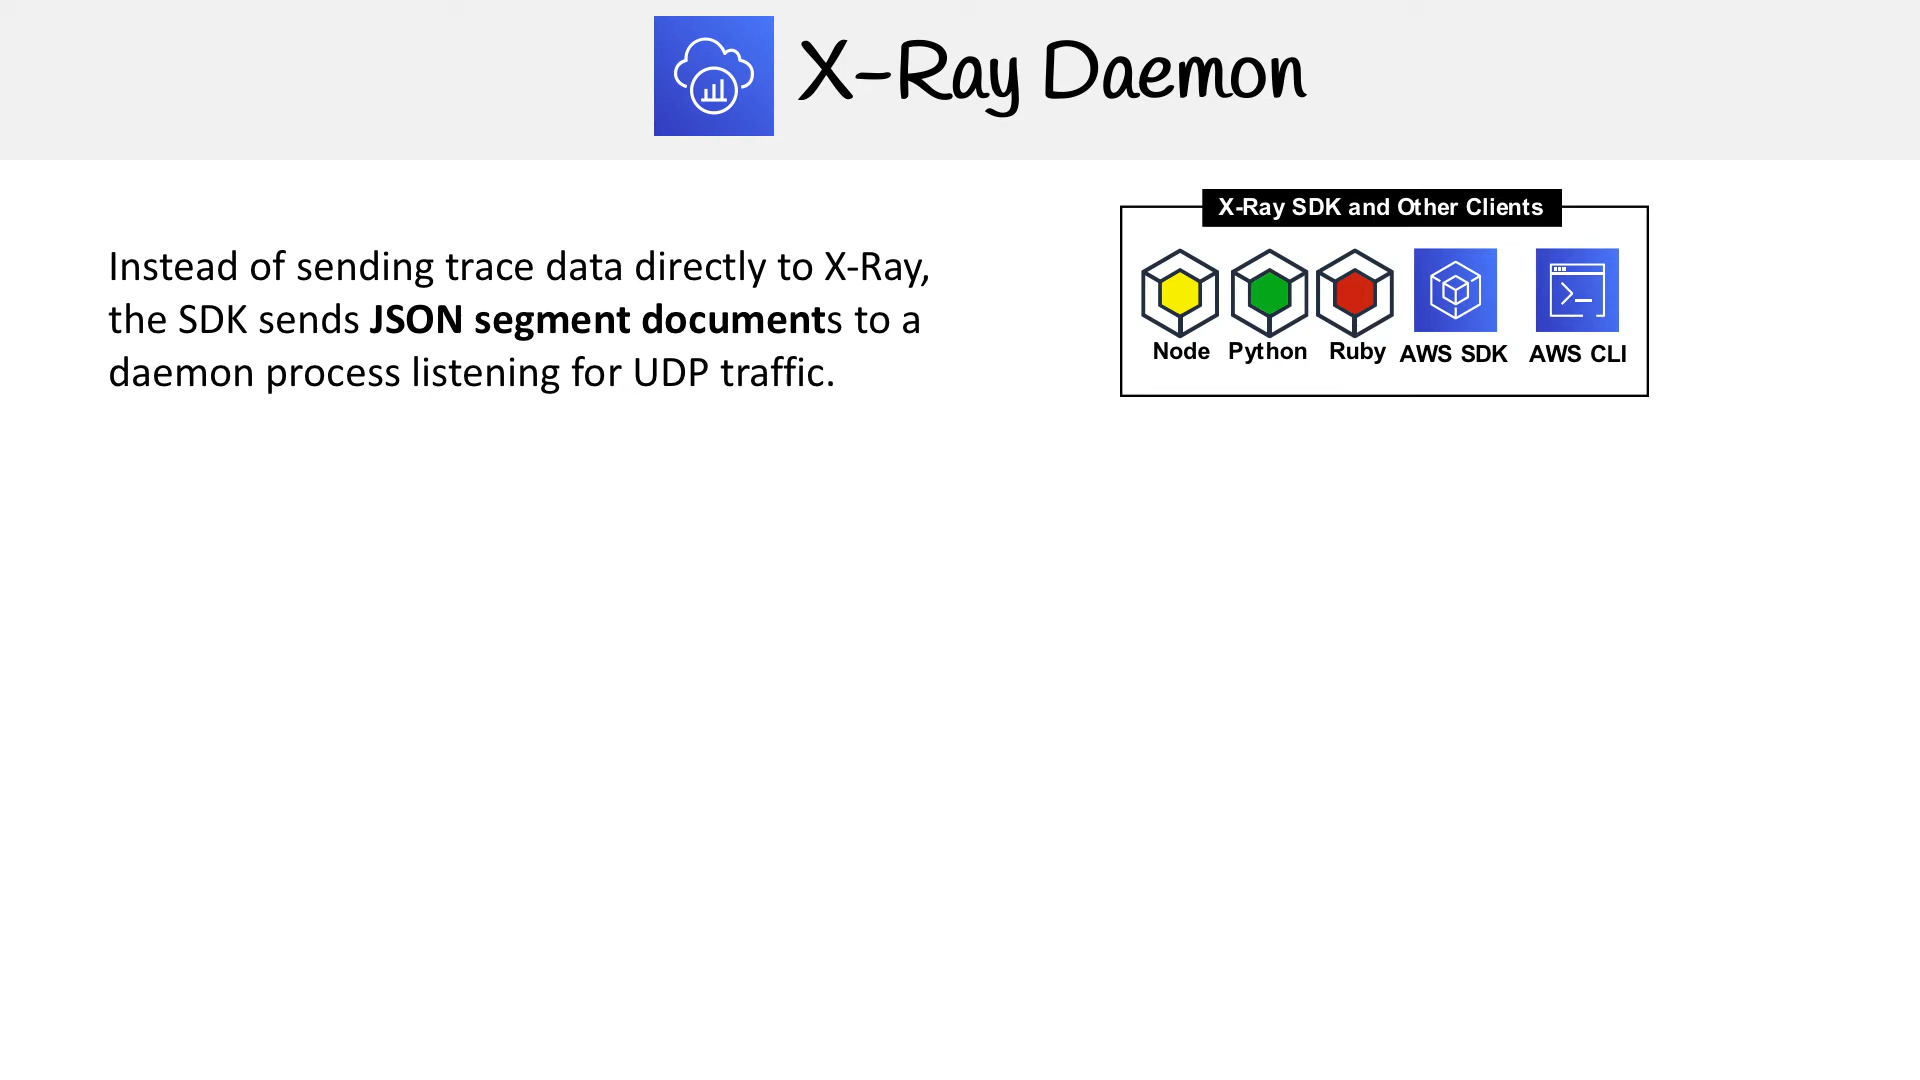 X-Ray Daemon
Instead of sending trace data directly to X-Ray,
the SDK sends JSON segment documents to a
daemon process listening for UDP traffic.
X-Ray SDK and Other Clients
Node Python Ruby AWS SDK AWS CLI